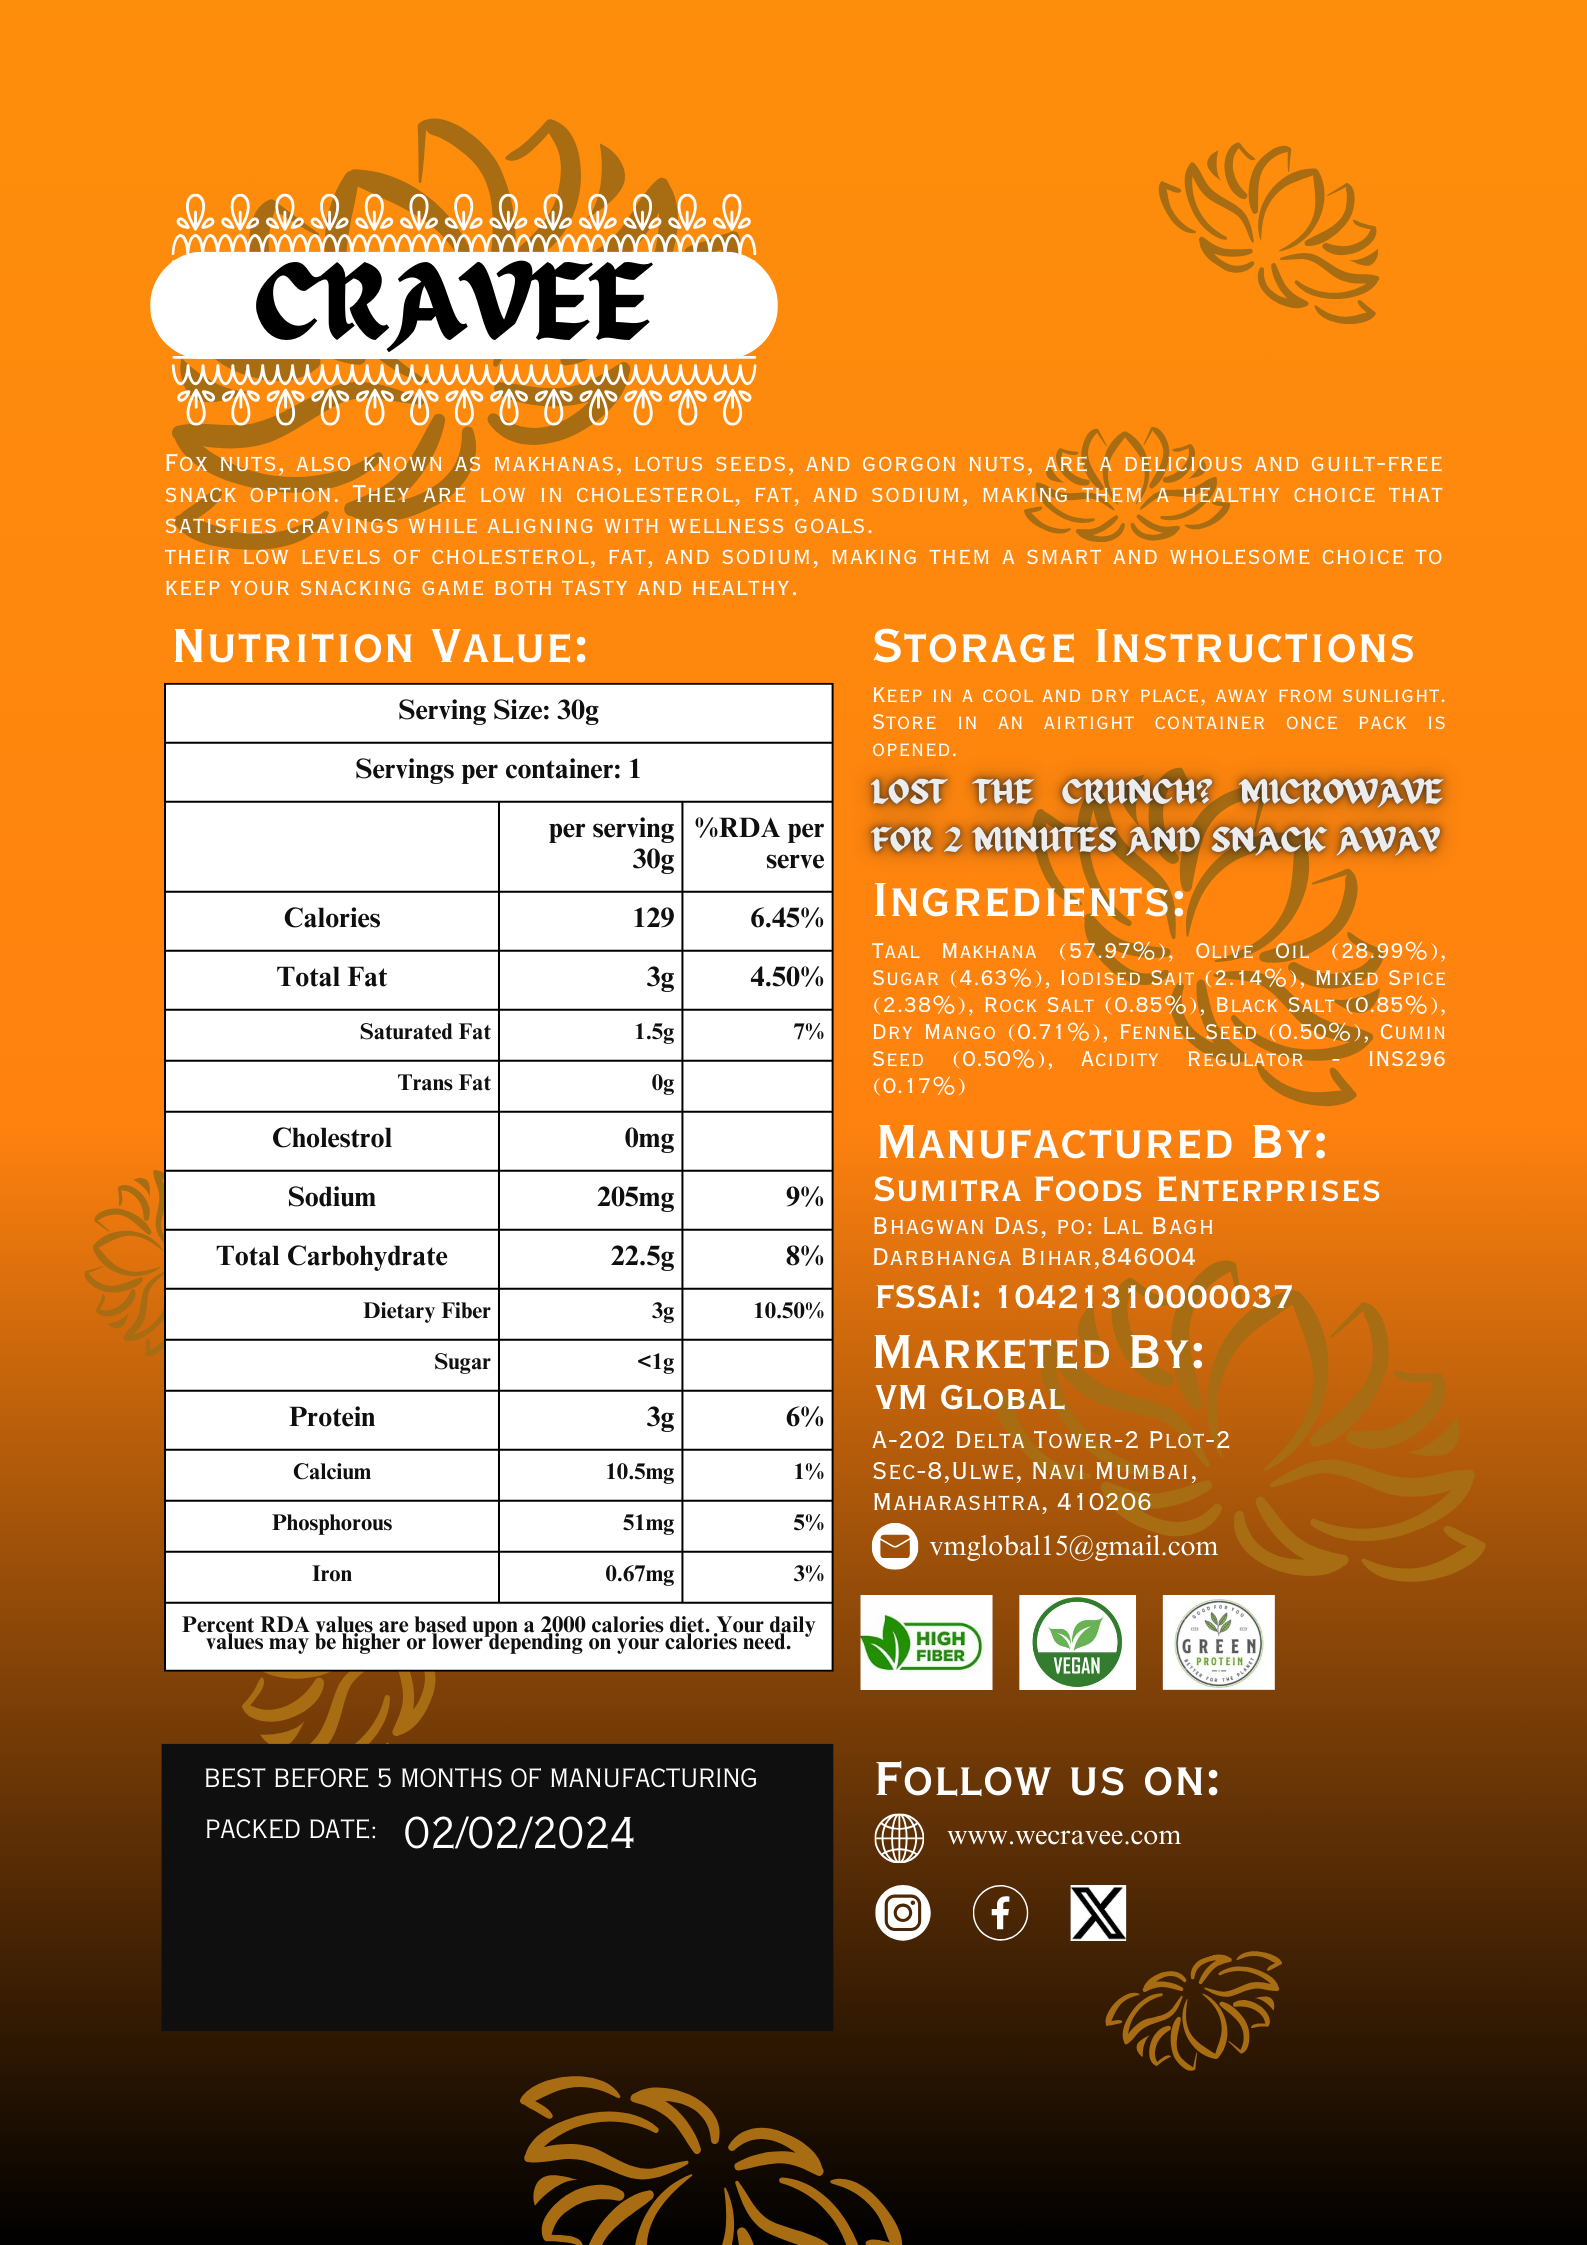 CRAVEE
Fox nuts, also known as makhanas, lotus seeds, and gorgon nuts, are a delicious and guilt-free
snack option. They are low in cholesterol, fat, and sodium, making them a healthy choice that
satisfies cravings while aligning with wellness goals.
their low levels of cholesterol, fat, and sodium, making them a smart and wholesome choice to
keep your snacking game both tasty and healthy.
Nutrition Value:
Serving Size: 30g
Servings per container: 1
per serving 30g %RDA per serve
Calories 129 6.45%
Total Fat 3g 4.50%
Saturated Fat 1.5g 7%
Trans Fat 0g
Cholestrol 0mg
Sodium 205mg 9%
Total Carbohydrate 22.5g 8%
Dietary Fiber 3g 10.50%
Sugar <1g
Protein 3g 6%
Calcium 10.5mg 1%
Phosphorous 51mg 5%
Iron 0.67mg 3%
Percent RDA values are based upon a 2000 calories diet. Your daily
values may be higher or lower depending on your calories need.
BEST BEFORE 5 MONTHS OF MANUFACTURING
PACKED DATE: 02/02/2024
Storage Instructions
Keep in a cool and dry place, away from sunlight.
Store in an airtight container once pack is
opened.
LOST THE CRUNCH? MICROWAVE
FOR 2 MINUTES AND SNACK AWAY
Ingredients:
Taal Makhana (57.97%), Olive Oil (28.99%),
Sugar (4.63%), Iodised Sait (2.14%), Mixed Spice
(2.38%), Rock Salt (0.85%), Black Salt (0.85%),
Dry Mango (0.71%), Fennel Seed (0.50%), Cumin
Seed (0.50%), Acidity Regulator - INS296
(0.17%)
Manufactured By:
Sumitra Foods Enterprises
Bhagwan Das, po: Lal Bagh
Darbhanga Bihar,846004
FSSAI: 10421310000037
Marketed By:
VM Global
A-202 Delta Tower-2 Plot-2
Sec-8,Ulwe, Navi Mumbai,
Maharashtra, 410206
vmglobal15@gmail.com
HIGH
FIBER
VEGAN
GOOD FOR YOU
GREEN
PROTEIN
BETTER FOR THE PLANET
Follow us on:
www.wecravee.com